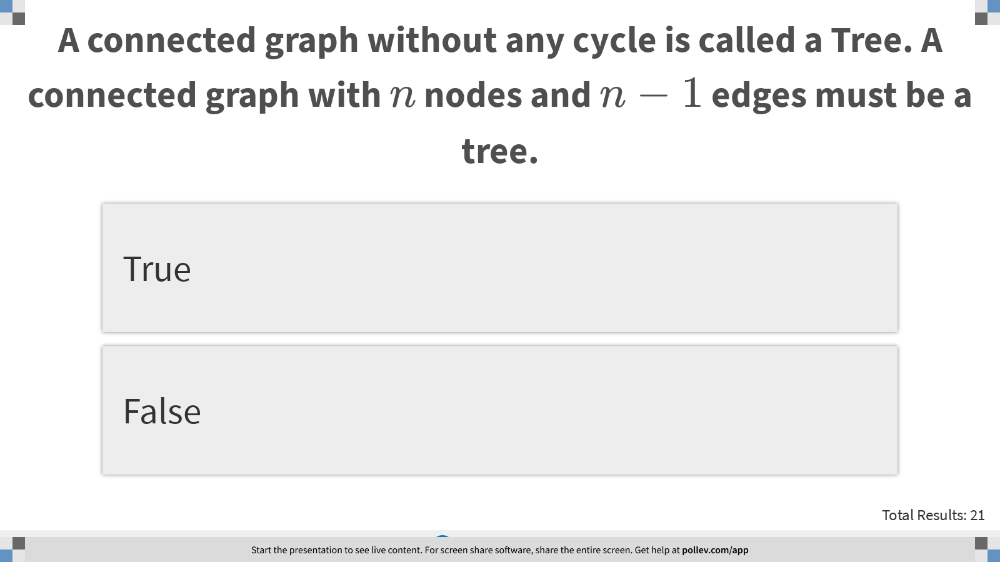 A connected graph without any cycle is called a Tree. A
connected graph with n nodes and n − 1 edges must be a
tree.
True
False
Total Results: 21
Start the presentation to see live content. For screen share software, share the entire screen. Get help at pollev.com/app